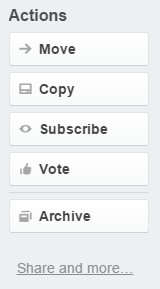 Actions
Move
Copy
Subscribe
Vote
Archive
Share and more...